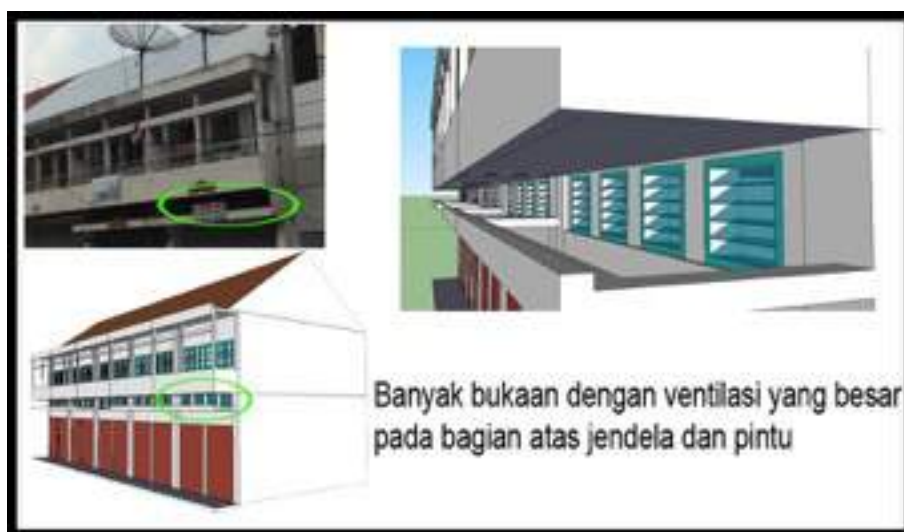 Banyak bukaan dengan ventilasi yang besar
pada bagian atas jendela dan pintu